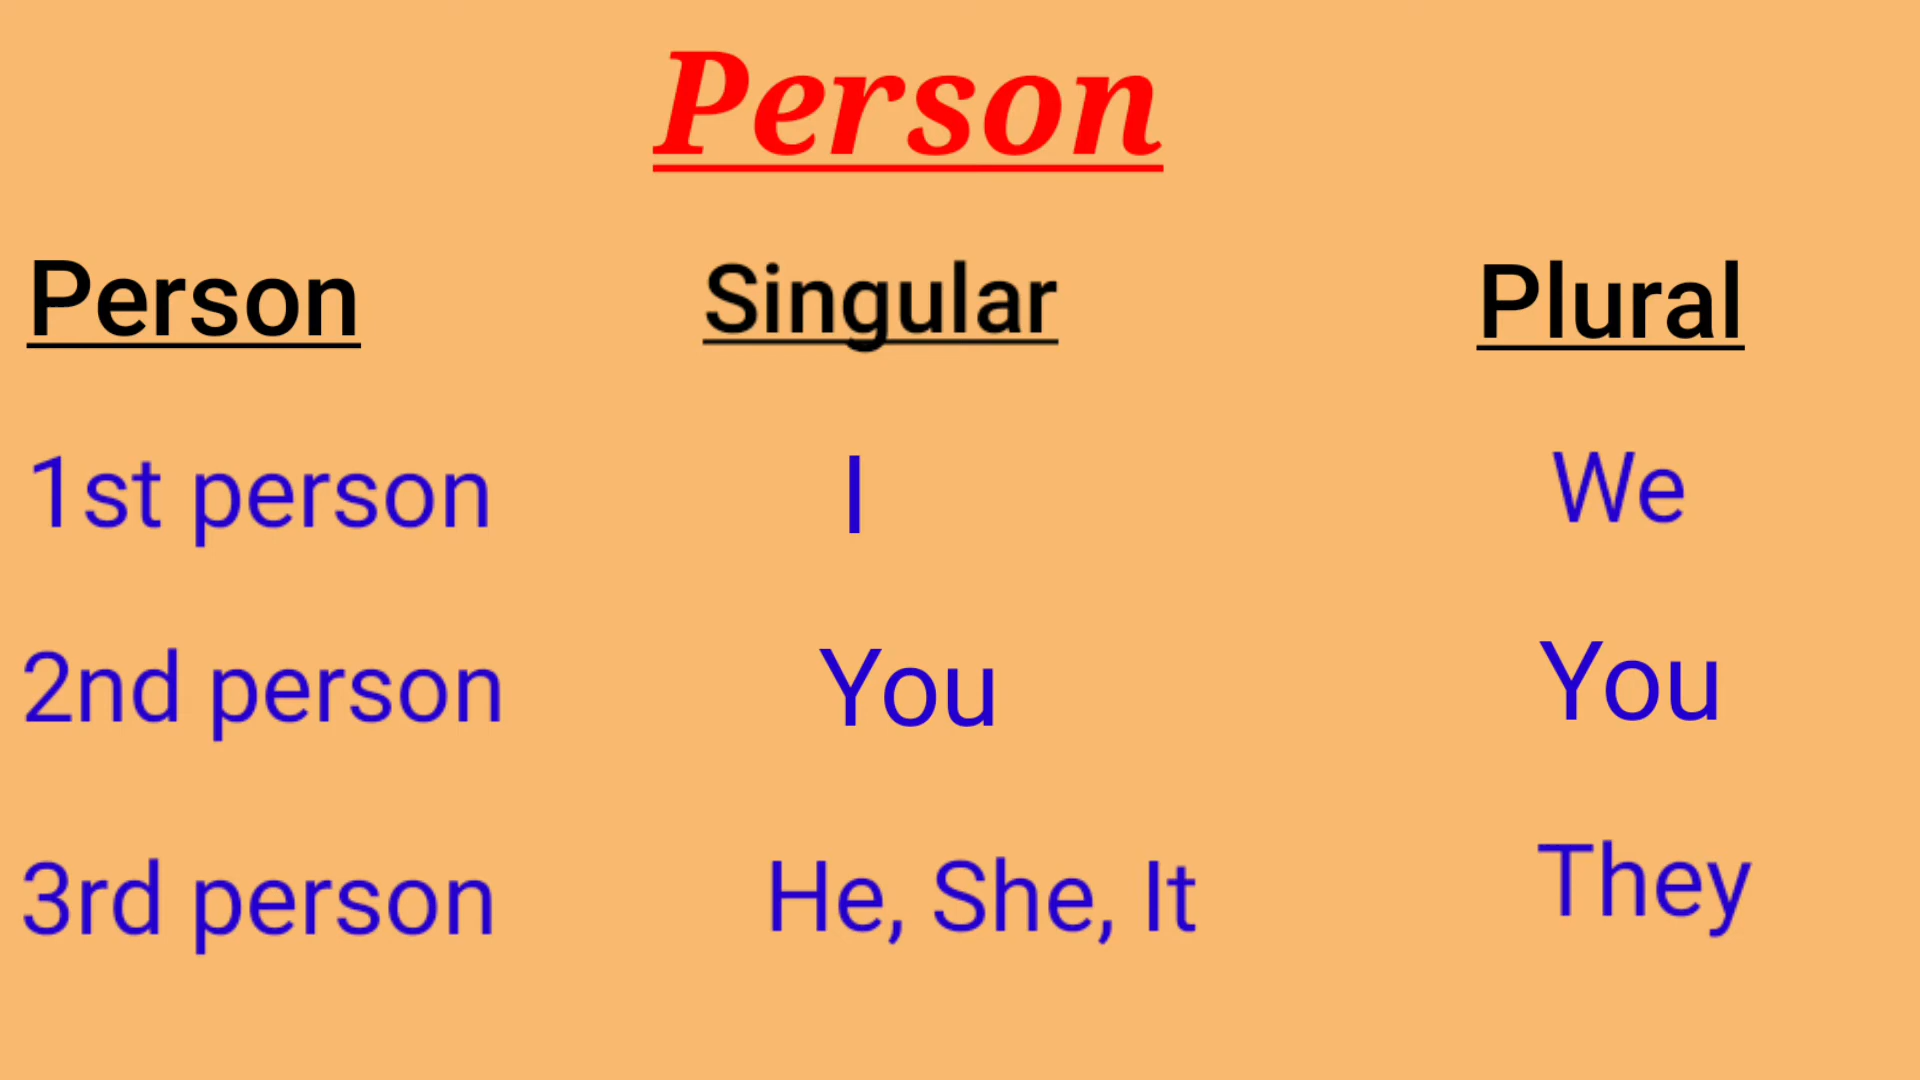 Person
Person Singular Plural
1st person I We
2nd person You You
3rd person He, She, It They